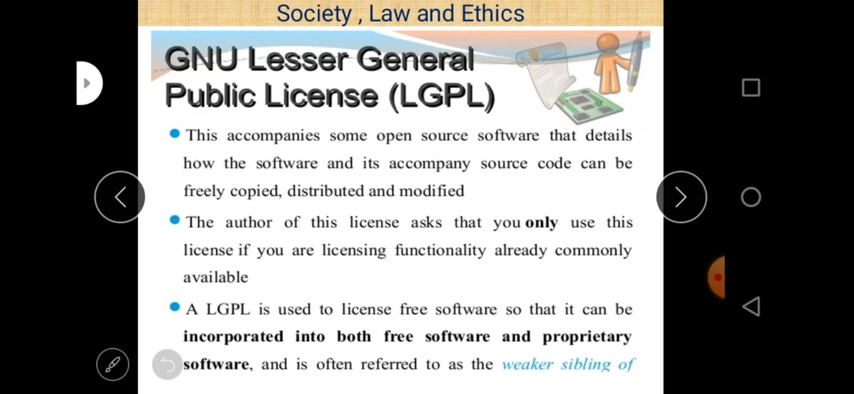 Society , Law and Ethics
GNU Lesser General
Public License (LGPL)
This accompanies some open source software that details
how the software and its accompany source code can be
freely copied, distributed and modified
The author of this license asks that you only use this
license if you are licensing functionality already commonly
available
A LGPL is used to license free software so that it can be
incorporated into both free software and proprietary
software, and is often referred to as the weaker sibling of